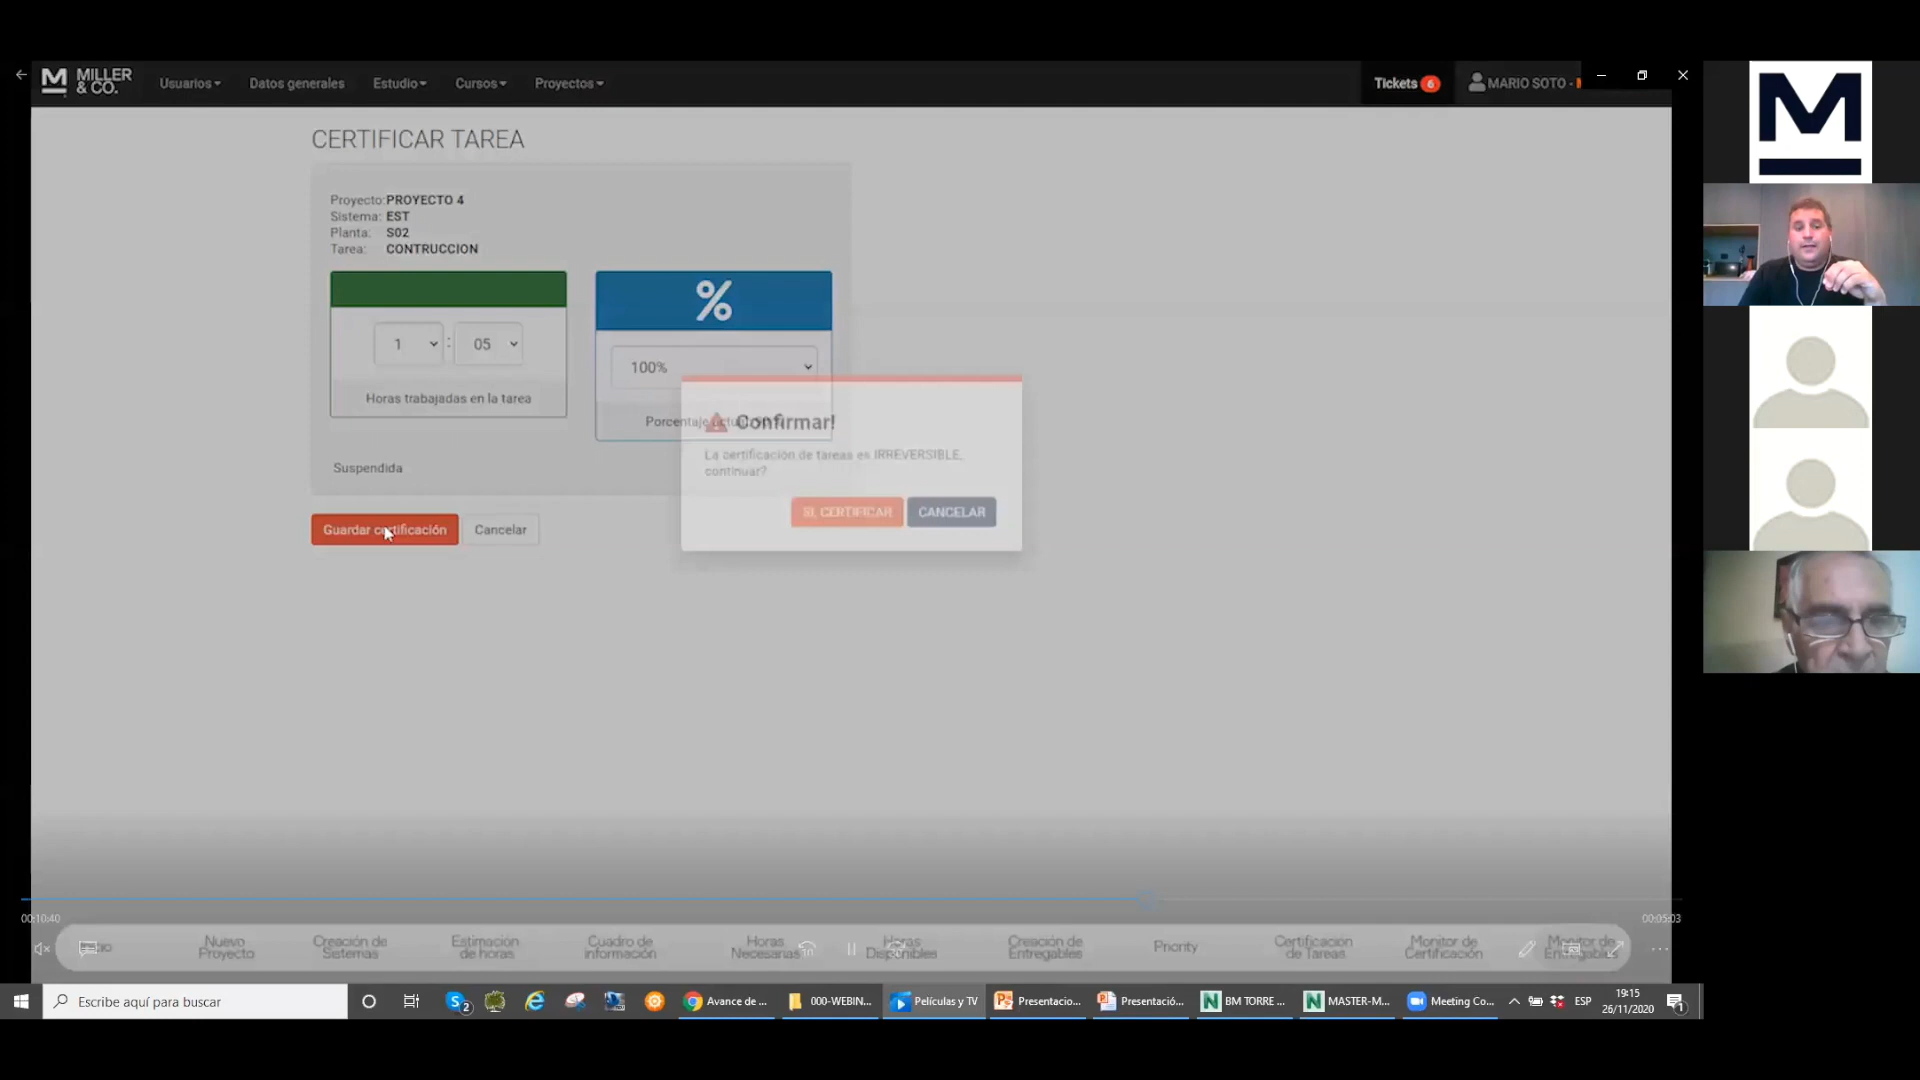 MILLER
& CO.
Usuarios
Datos generales
Estudio
Cursos
Proyectos
Tickets 6
MARIO SOTO -
CERTIFICAR TAREA
Proyecto: PROYECTO 4
Sistema: EST
Planta: S02
Tarea: CONTRUCCION
%
1 : 05
100%
Horas trabajadas en la tarea
Confirmar!
La certificación de tareas es IRREVERSIBLE,
continuar?
SI, CERTIFICAR
CANCELAR
Suspendida
Guardar certificación
Cancelar
M
00:10:40
00:05:03
Nuevo
Proyecto
Creación de
Sistemas
Estimación
de horas
Cuadro de
información
Horas
Necesarias
Horas
Disponibles
Creación de
Entregables
Priority
Certificación
de Tareas
Monitor de
Certificación
Monitor de
Entregables
Escribe aquí para buscar
2
Avance de ...
000-WEBIN...
Películas y TV
Presentacio...
Presentació...
BM TORRE ...
MASTER-M...
Meeting Co...
ESP
19:15
26/11/2020
1